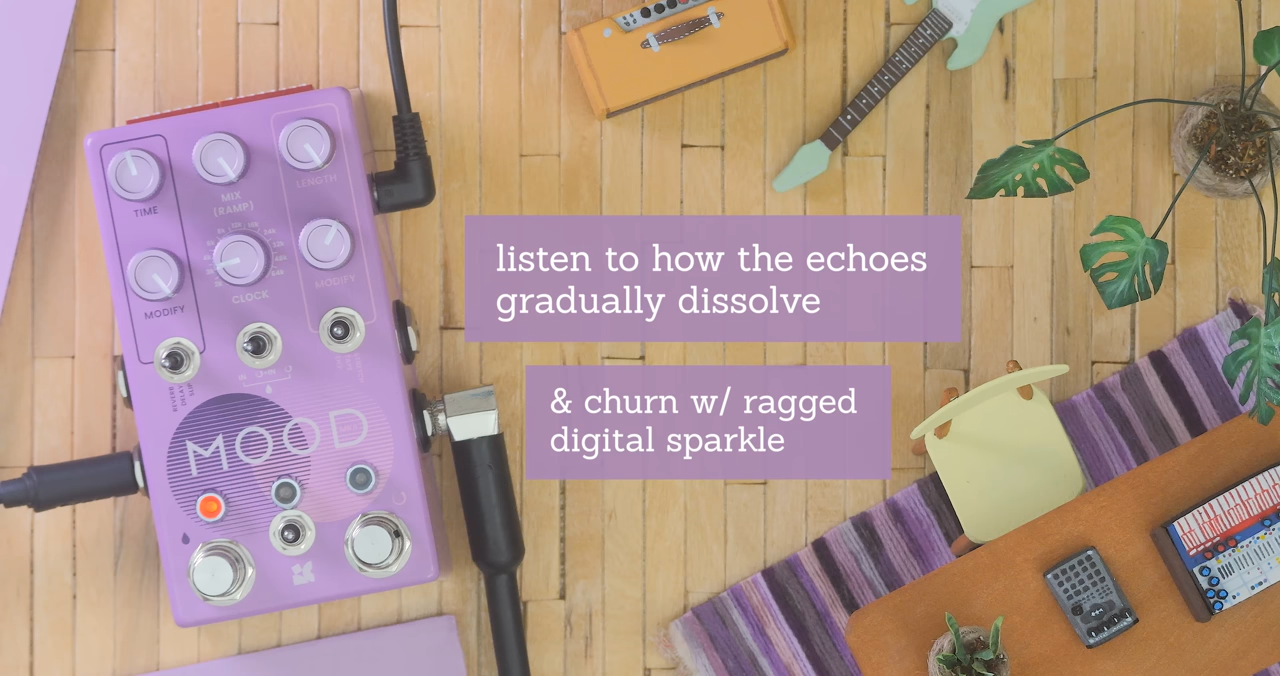 TIME
MIX
(RAMP)
LENGTH
MODIFY
CLOCK
MODIFY
MOOD
listen to how the echoes
gradually dissolve
& churn w/ ragged
digital sparkle